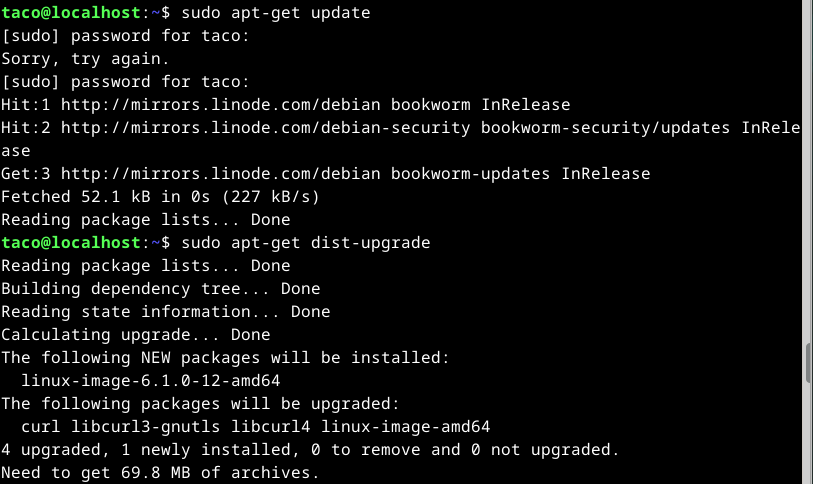 taco@localhost:~$ sudo apt-get update
[sudo] password for taco:
Sorry, try again.
[sudo] password for taco:
Hit:1 http://mirrors.linode.com/debian bookworm InRelease
Hit:2 http://mirrors.linode.com/debian-security bookworm-security/updates InRele
ase
Get:3 http://mirrors.linode.com/debian bookworm-updates InRelease
Fetched 52.1 kB in 0s (227 kB/s)
Reading package lists... Done
taco@localhost:~$ sudo apt-get dist-upgrade
Reading package lists... Done
Building dependency tree... Done
Reading state information... Done
Calculating upgrade... Done
The following NEW packages will be installed:
  linux-image-6.1.0-12-amd64
The following packages will be upgraded:
  curl libcurl3-gnutls libcurl4 linux-image-amd64
4 upgraded, 1 newly installed, 0 to remove and 0 not upgraded.
Need to get 69.8 MB of archives.